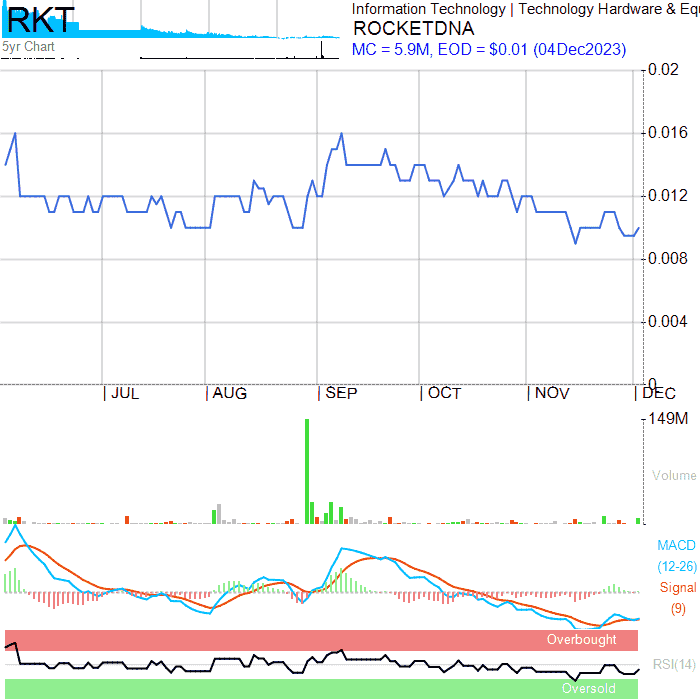 RKT
5yr Chart
Information Technology | Technology Hardware & Equ
ROCKETDNA
MC = 5.9M, EOD = $0.01 (04Dec2023)
0.02
0.016
0.012
0.008
0.004
0
JUL
AUG
SEP
OCT
NOV
DEC
149M
Volume
MACD
(12-26)
Signal
(9)
Overbought
RSI(14)
Oversold